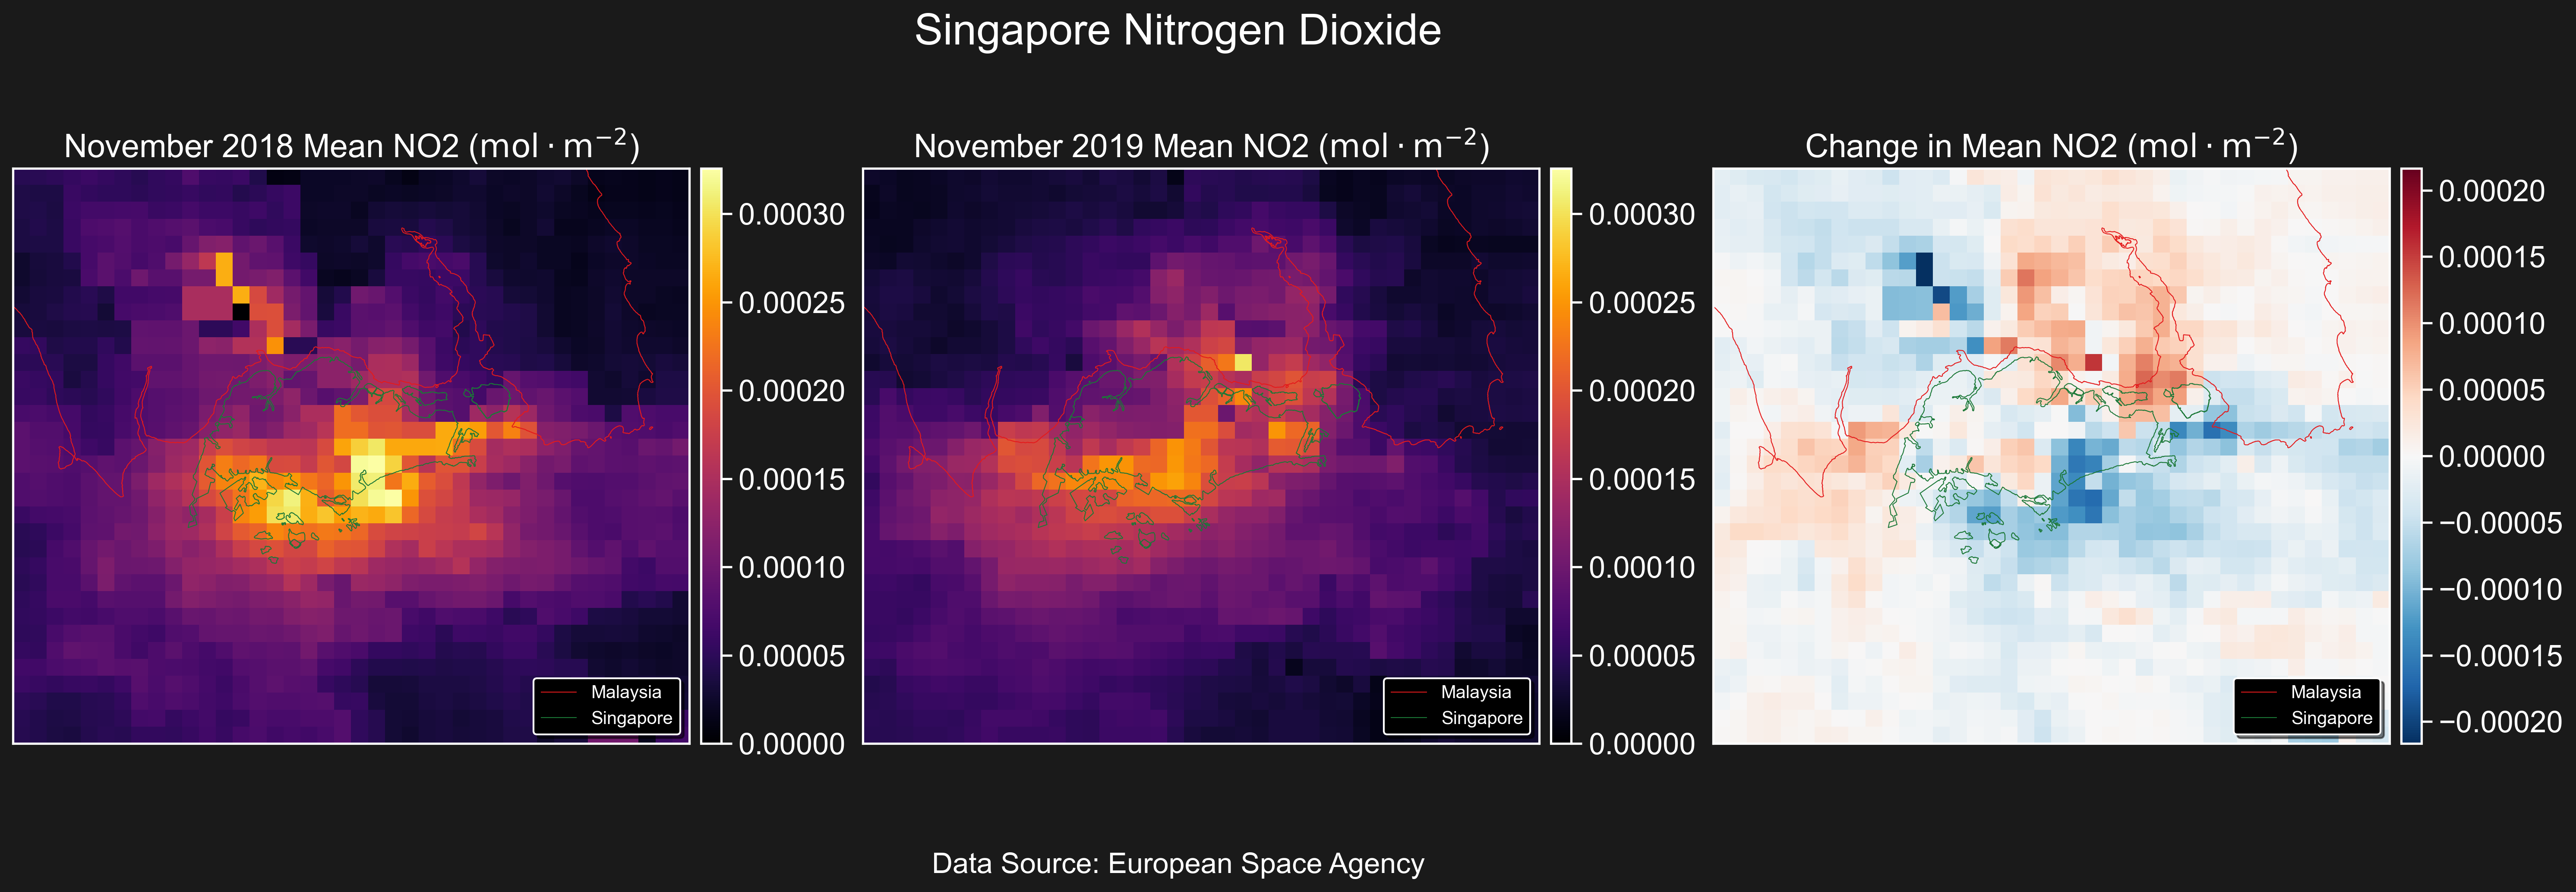 Singapore Nitrogen Dioxide
November 2018 Mean NO2 (mol · m⁻²)
0.00030
0.00025
0.00020
0.00015
0.00010
0.00005
0.00000
Malaysia
Singapore
November 2019 Mean NO2 (mol · m⁻²)
0.00030
0.00025
0.00020
0.00015
0.00010
0.00005
0.00000
Malaysia
Singapore
Change in Mean NO2 (mol · m⁻²)
0.00020
0.00015
0.00010
0.00005
0.00000
−0.00005
−0.00010
−0.00015
−0.00020
Malaysia
Singapore
Data Source: European Space Agency